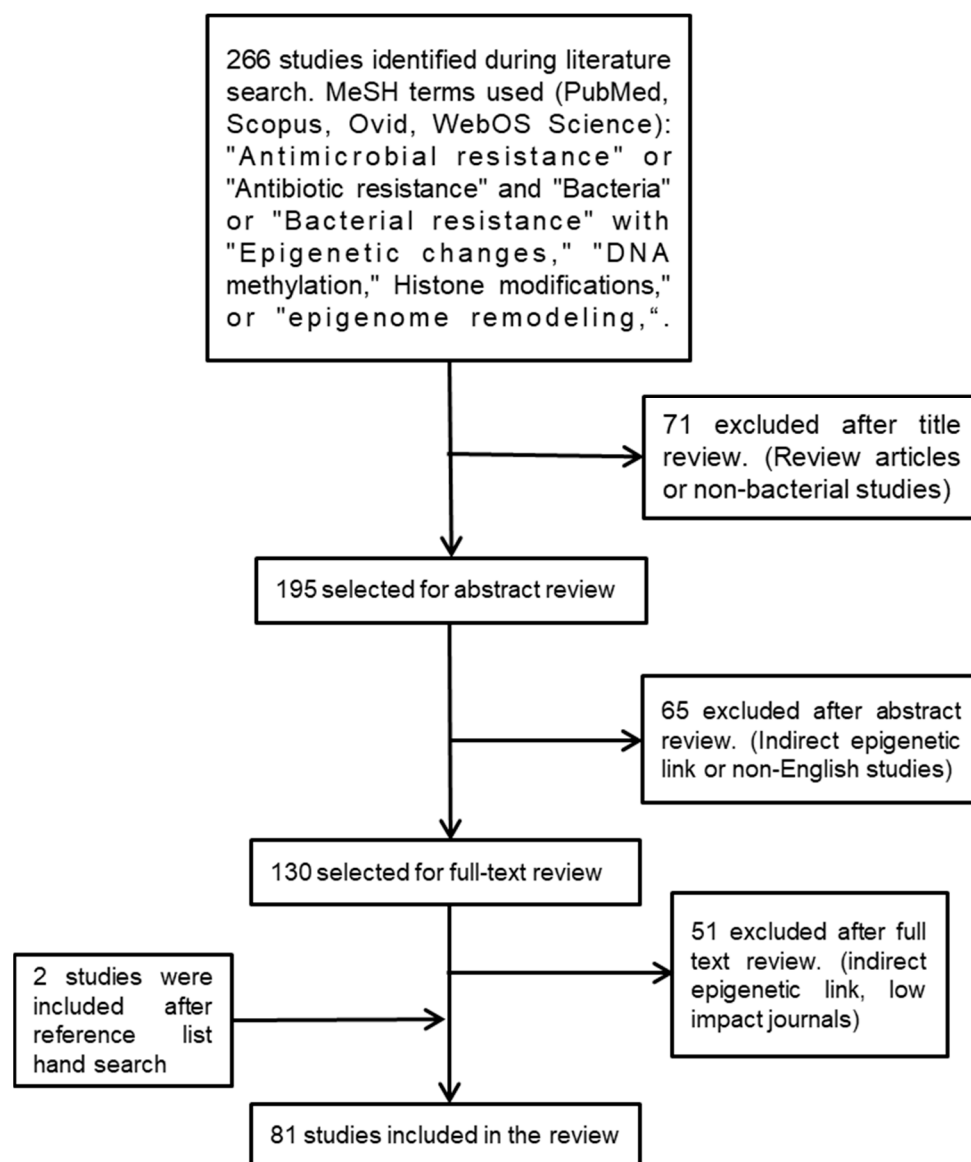 266 studies identified during literature
search. MeSH terms used (PubMed,
Scopus, Ovid, WebOS Science):
"Antimicrobial resistance" or
"Antibiotic resistance" and "Bacteria"
or "Bacterial resistance" with
"Epigenetic changes," "DNA
methylation," Histone modifications,"
or "epigenome remodeling,“.
71 excluded after title
review. (Review articles
or non-bacterial studies)
195 selected for abstract review
65 excluded after abstract
review. (Indirect epigenetic
link or non-English studies)
130 selected for full-text review
51 excluded after full
text review. (indirect
epigenetic link, low
impact journals)
2 studies were
included after
reference list
hand search
81 studies included in the review